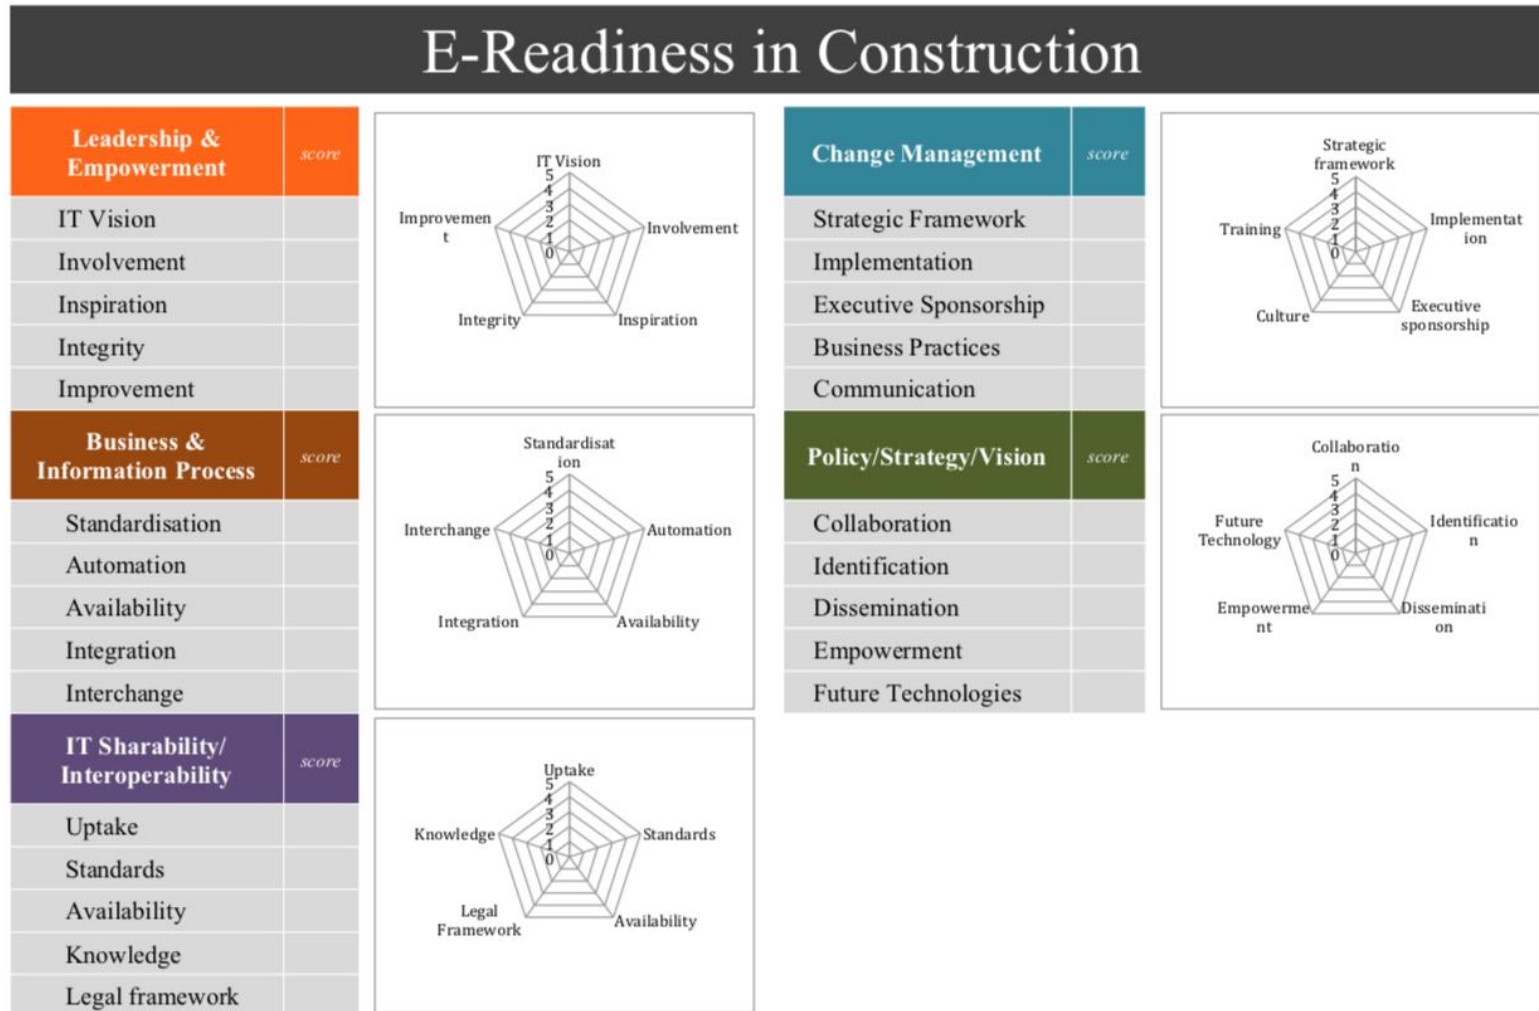 E-Readiness in Construction
Leadership &
Empowerment
score
IT Vision
Involvement
Inspiration
Integrity
Improvement
IT Vision
5
4
3
2
1
0
Involvement
Inspiration
Integrity
Improvemen
t
Change Management
score
Strategic Framework
Implementation
Executive Sponsorship
Business Practices
Communication
Strategic
framework
5
4
3
2
1
0
Implementat
ion
Executive
sponsorship
Culture
Training
Business &
Information Process
score
Standardisation
Automation
Availability
Integration
Interchange
Standardisat
ion
5
4
3
2
1
0
Automation
Availability
Integration
Interchange
Policy/Strategy/Vision
score
Collaboration
Identification
Dissemination
Empowerment
Future Technologies
Collaboratio
n
5
4
3
2
1
0
Identificatio
n
Disseminati
on
Empowerme
nt
Future
Technology
IT Sharability/
Interoperability
score
Uptake
Standards
Availability
Knowledge
Legal framework
Uptake
5
4
3
2
1
0
Standards
Availability
Legal
Framework
Knowledge